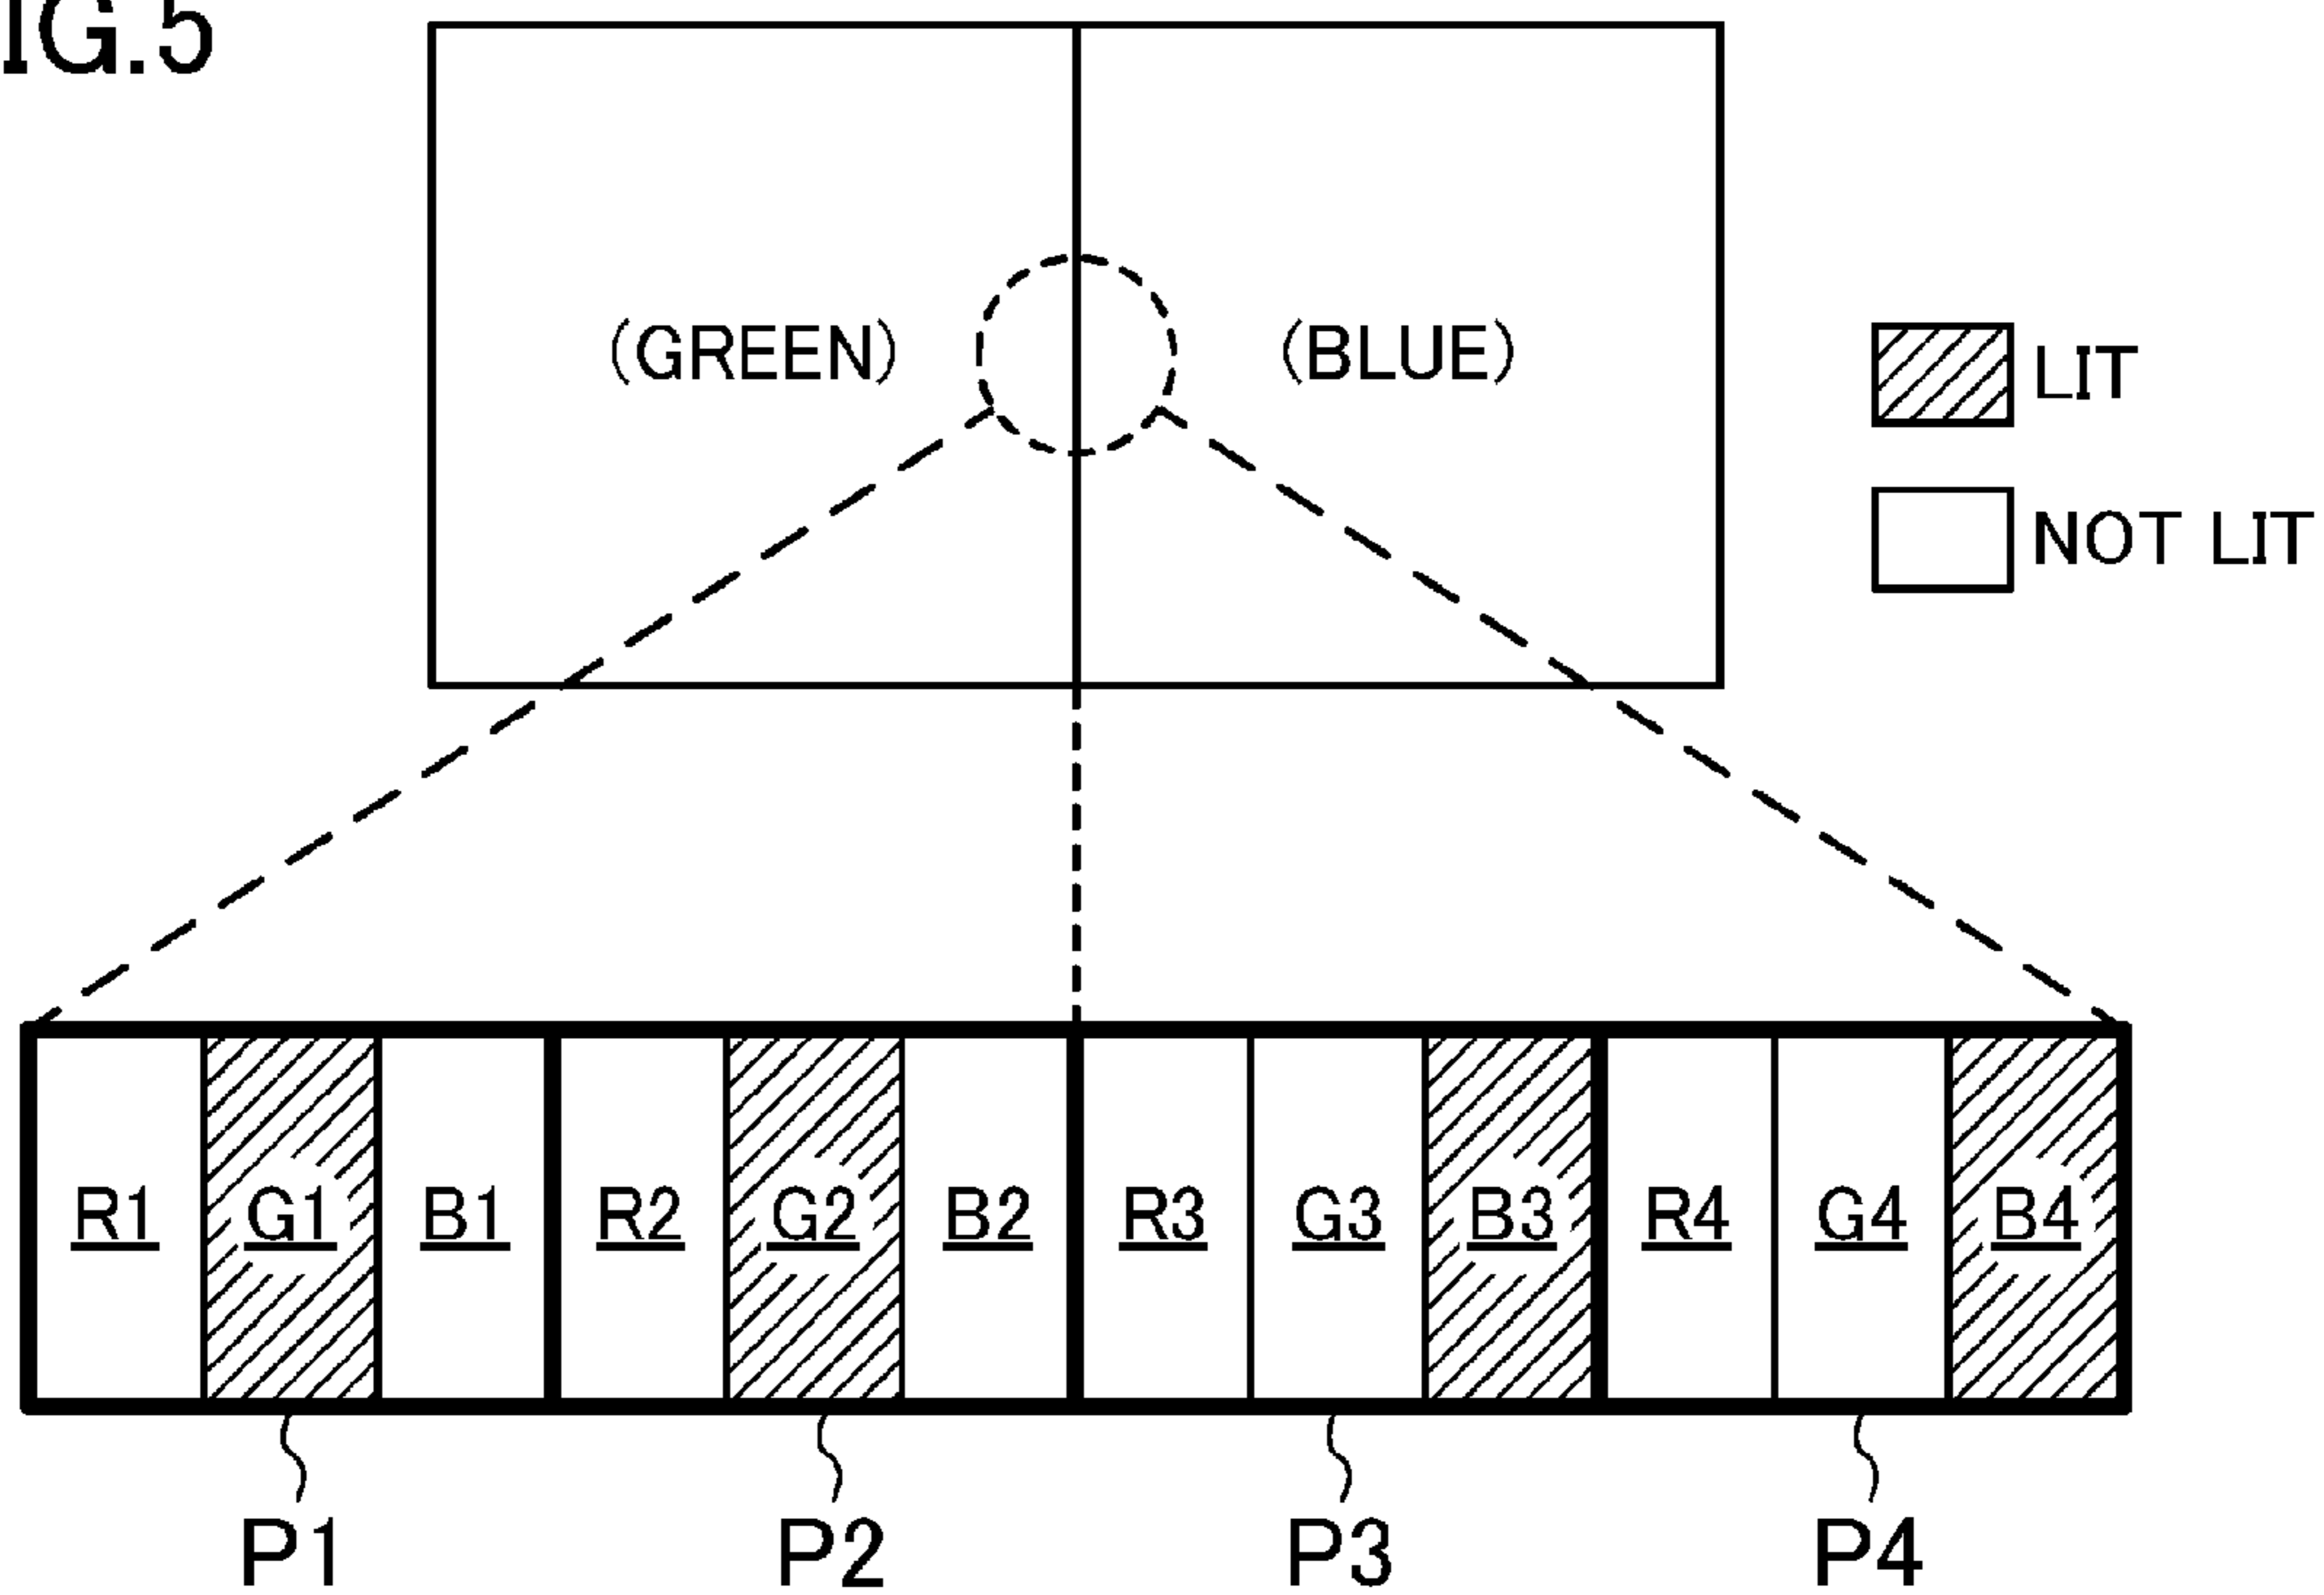 IG.5
(GREEN)
(BLUE)
LIT
NOT LIT
R1 G1 B1 R2 G2 B2 R3 G3 B3 R4 G4 B4
P1 P2 P3 P4